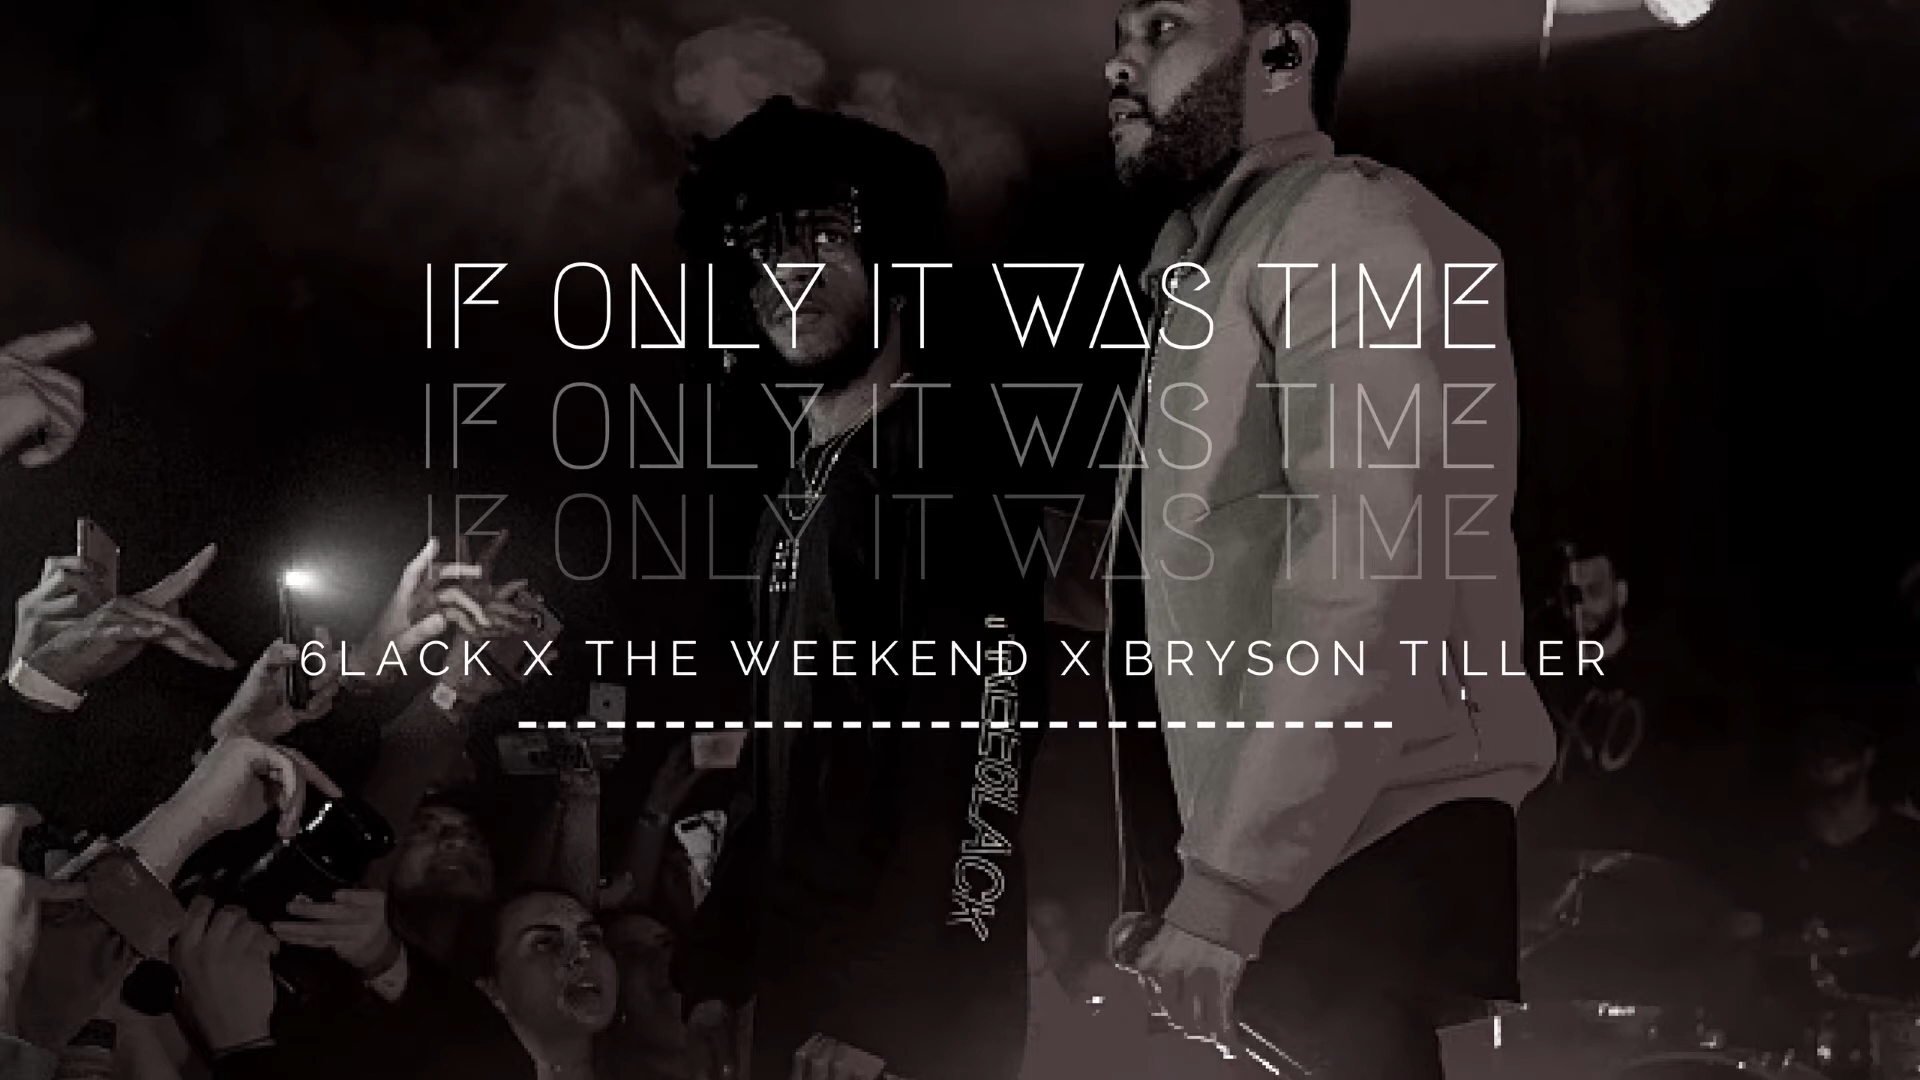 IF ONLY IT WAS TIME
IF ONLY IT WAS TIME
IF ONLY IT WAS TIME
6LACK X THE WEEKEND X BRYSON TILLER
XO